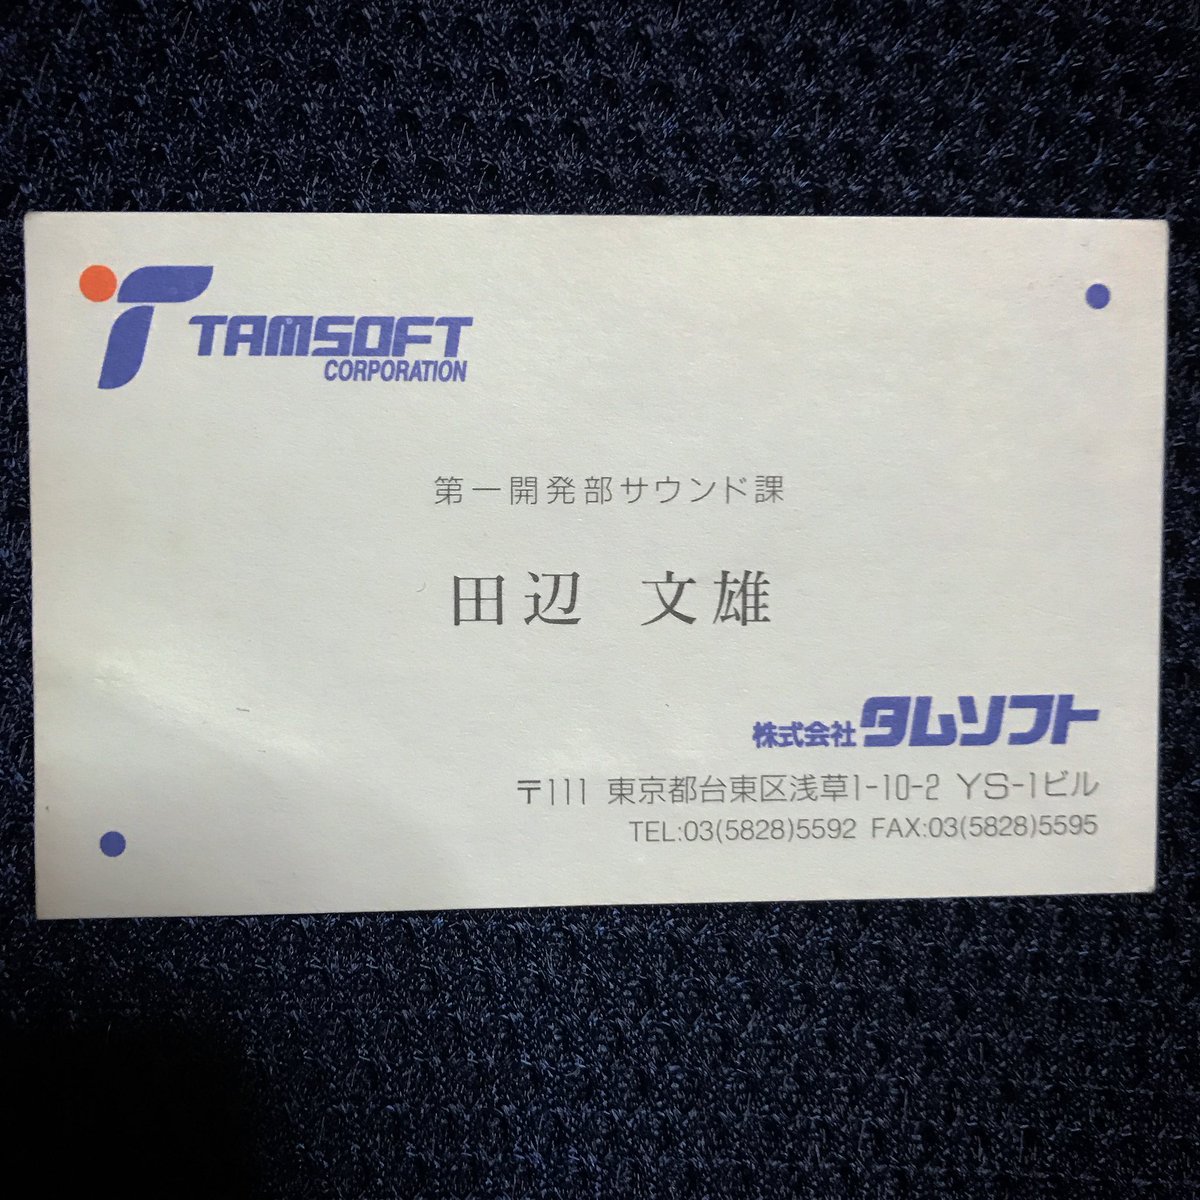 TAMSOFT
CORPORATION
第一開発部サウンド課
田辺 文雄
株式会社タムソフト
〒111 東京都台東区浅草1-10-2 YS-1ビル
TEL:03(5828)5592 FAX:03(5828)5595